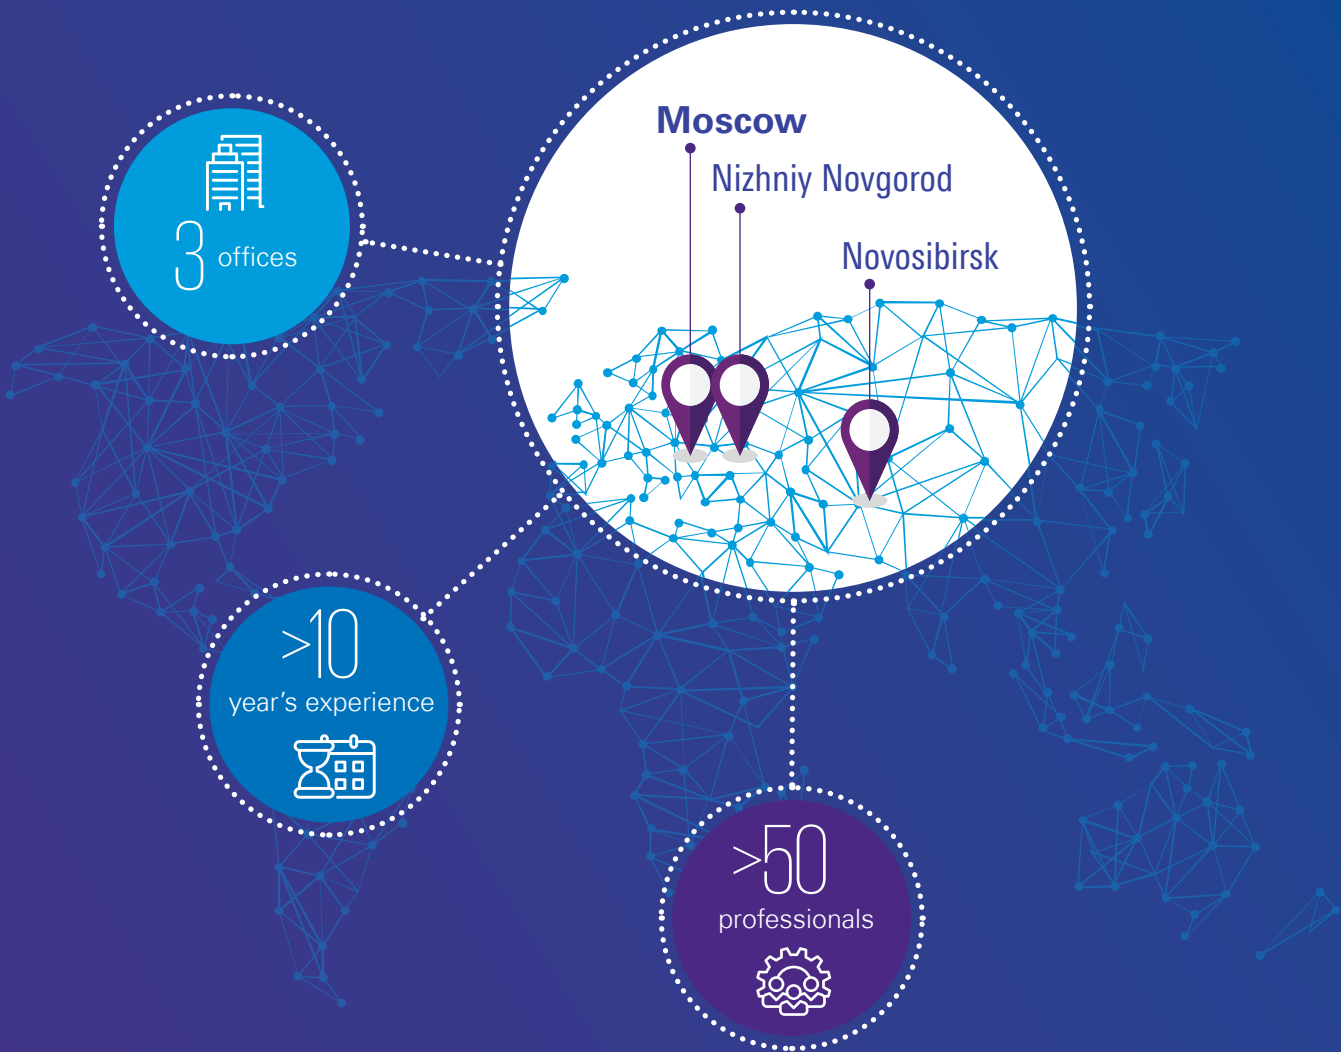 Moscow
Nizhniy Novgorod
Novosibirsk
3 offices
>10
year's experience
>50
professionals